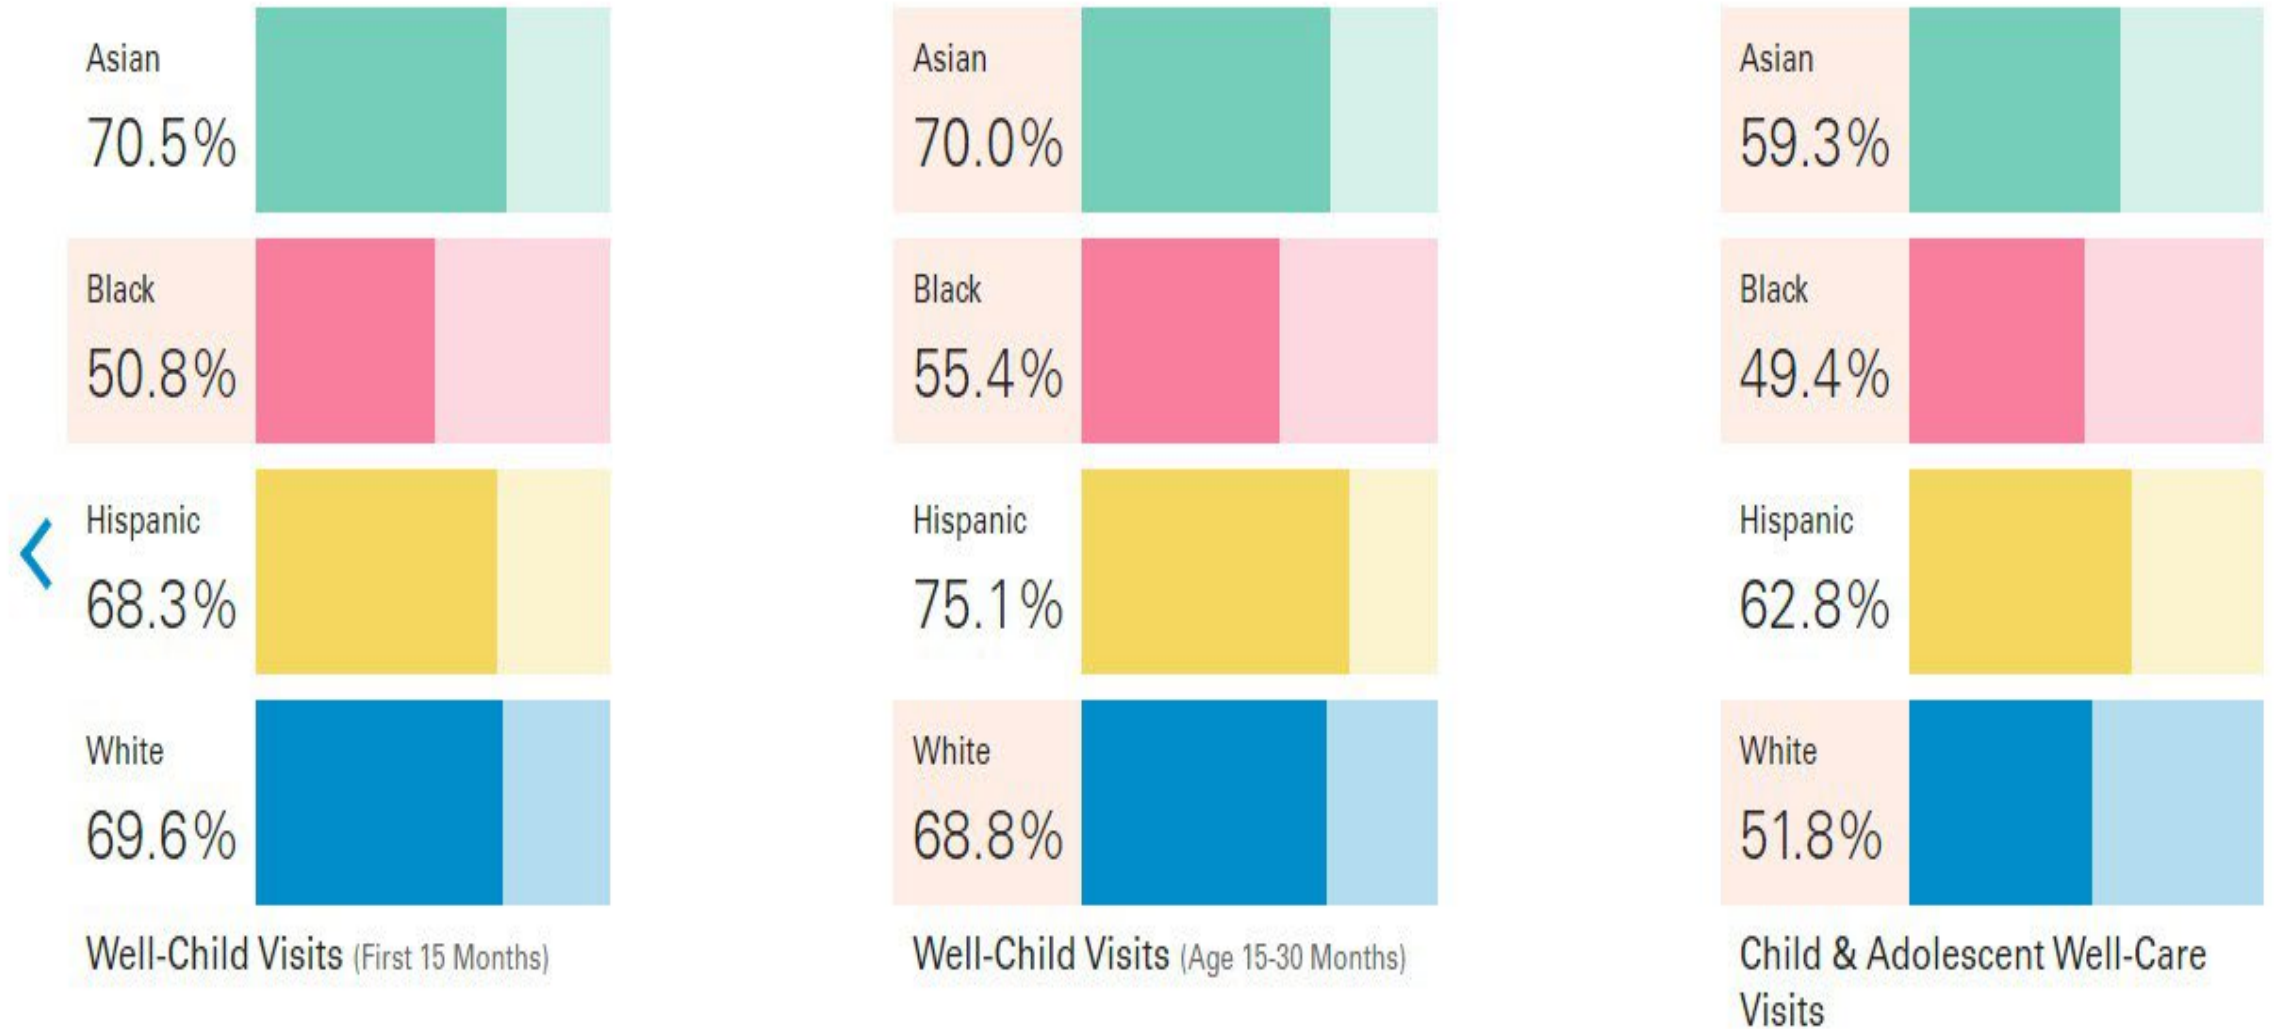 Asian
70.5%
Black
50.8%
Hispanic
68.3%
White
69.6%
Well-Child Visits (First 15 Months)
Asian
70.0%
Black
55.4%
Hispanic
75.1%
White
68.8%
Well-Child Visits (Age 15-30 Months)
Asian
59.3%
Black
49.4%
Hispanic
62.8%
White
51.8%
Child & Adolescent Well-Care
Visits